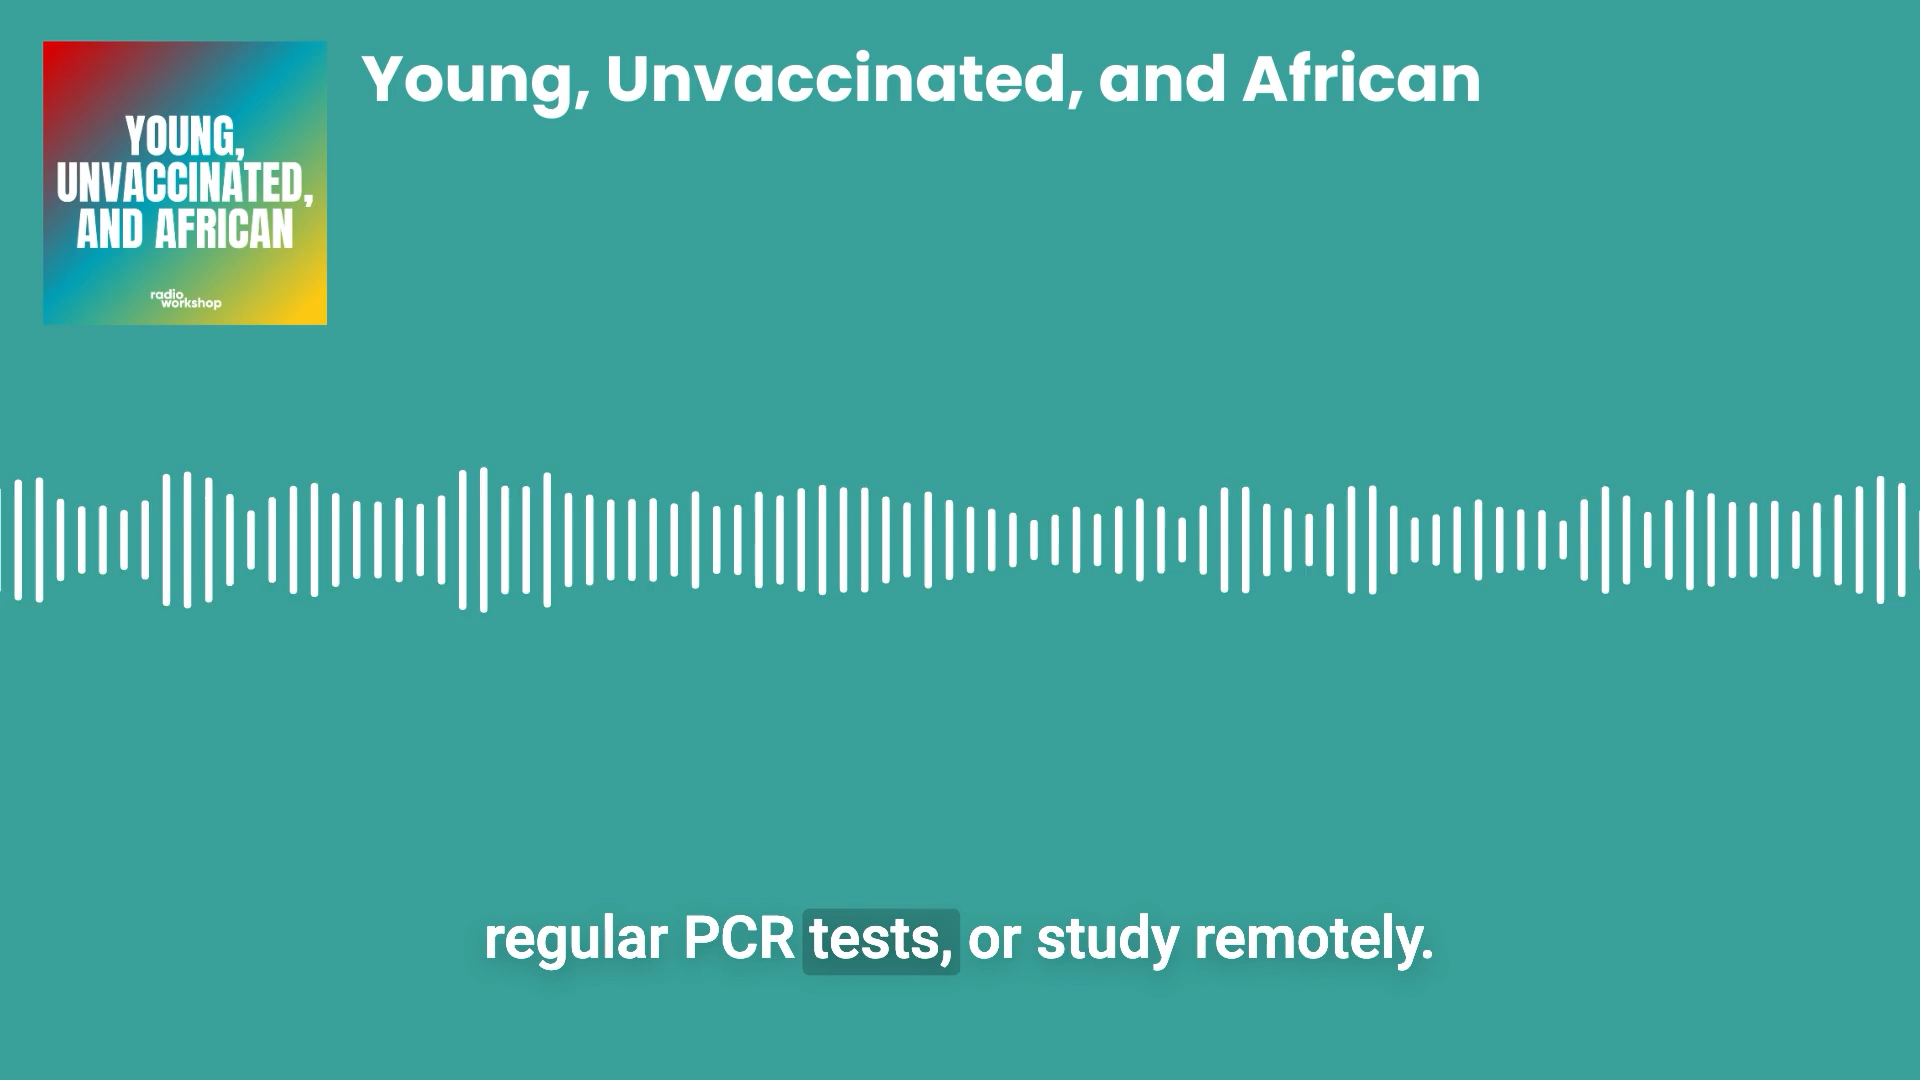 Young, Unvaccinated, and African
YOUNG,
UNVACCINATED,
AND AFRICAN
radio
workshop
regular PCR tests, or study remotely.